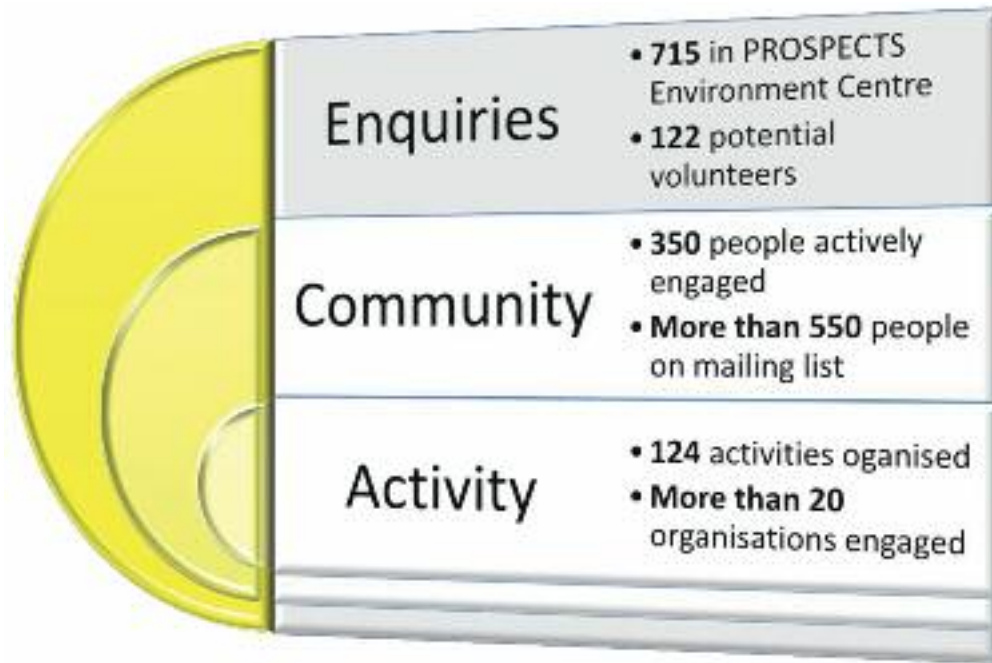 Enquiries
• 715 in PROSPECTS
Environment Centre
• 122 potential
volunteers
Community
• 350 people actively
engaged
• More than 550 people
on mailing list
Activity
• 124 activities oganised
• More than 20
organisations engaged